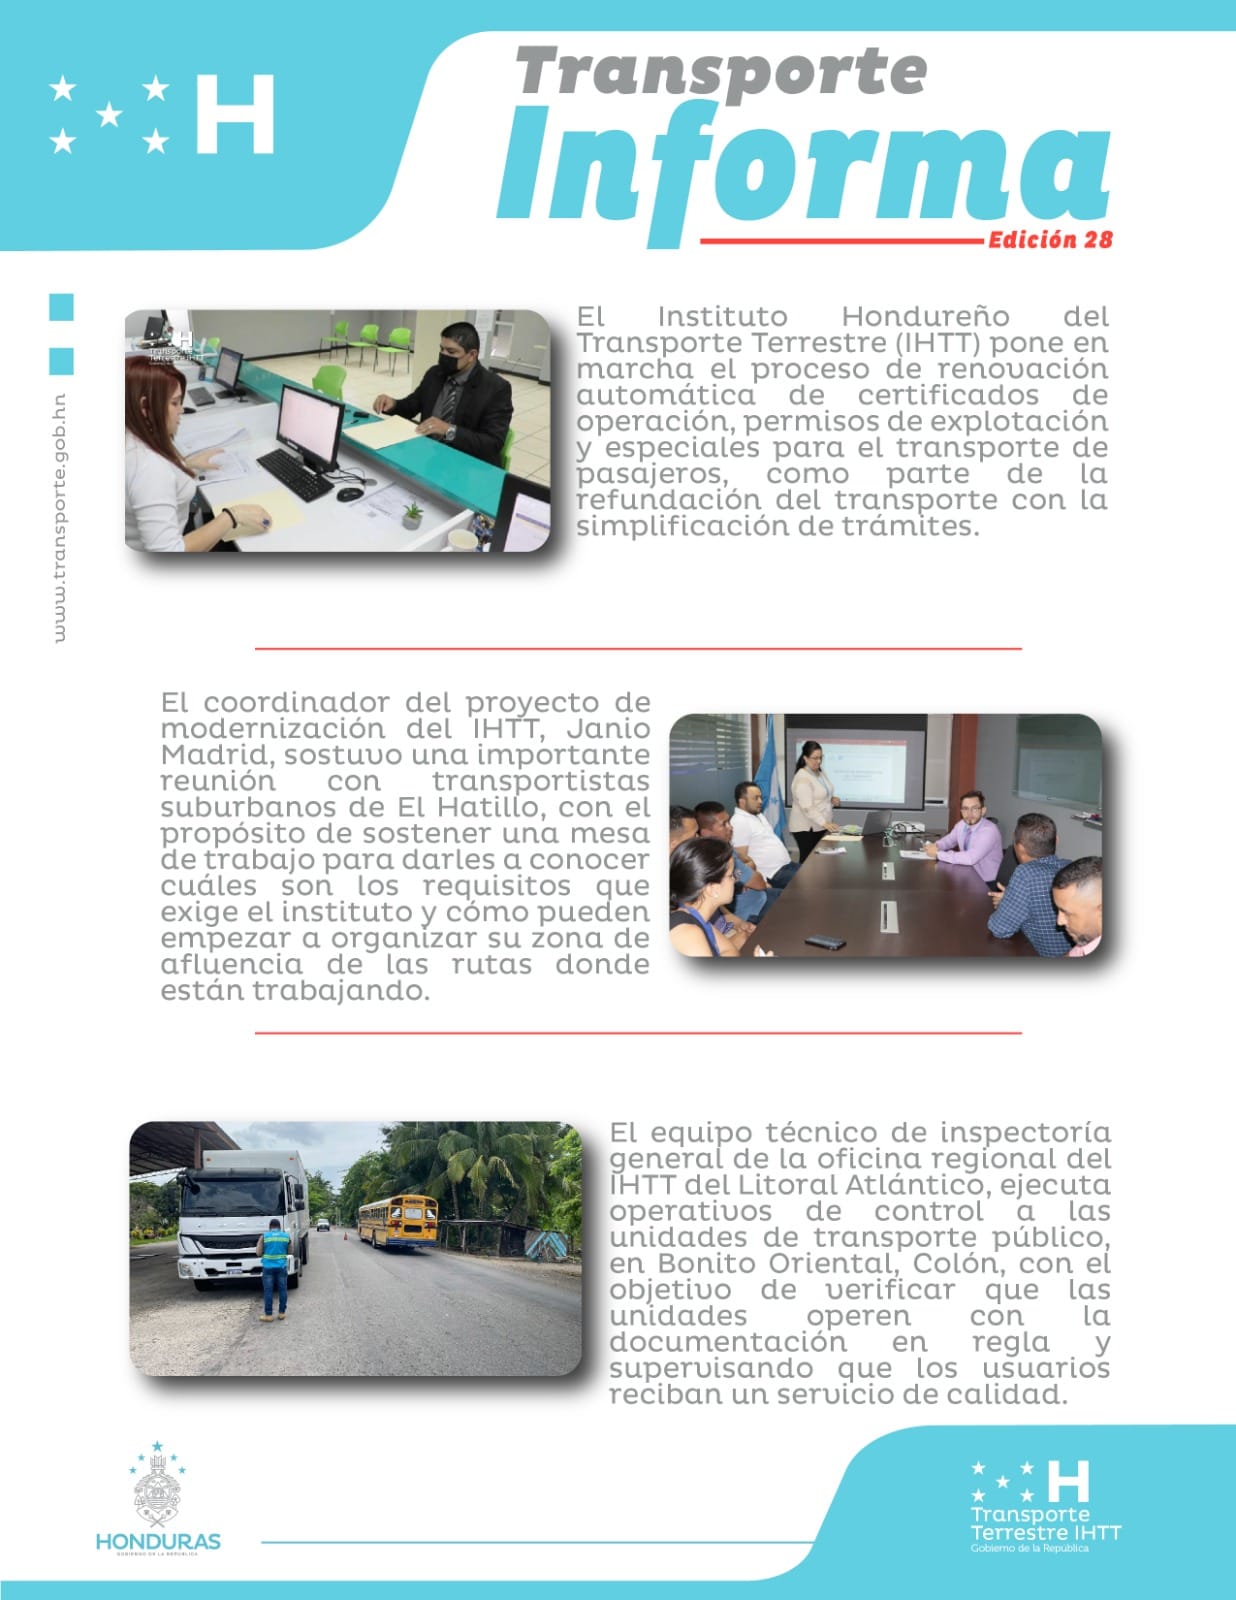 H
Transporte
Informa
Edición 28
www.transporte.gob.hn
H
Transporte
Terrestre IHTT
Gobierno de la República
El Instituto Hondureño del
Transporte Terrestre (IHTT) pone en
marcha el proceso de renovación
automática de certificados de
operación, permisos de explotación
y especiales para el transporte de
pasajeros, como parte de la
refundación del transporte con la
simplificación de trámites.
El coordinador del proyecto de
modernización del IHTT, Janio
Madrid, sostuvo una importante
reunión con transportistas
suburbanos de El Hatillo, con el
propósito de sostener una mesa
de trabajo para darles a conocer
cuáles son los requisitos que
exige el instituto y cómo pueden
empezar a organizar su zona de
afluencia de las rutas donde
están trabajando.
El equipo técnico de inspectoría
general de la oficina regional del
IHTT del Litoral Atlántico, ejecuta
operativos de control a las
unidades de transporte público,
en Bonito Oriental, Colón, con el
objetivo de verificar que las
unidades operen con la
documentación en regla y
supervisando que los usuarios
reciban un servicio de calidad.
HONDURAS
GOBIERNO DE LA REPÚBLICA
H
Transporte
Terrestre IHTT
Gobierno de la República